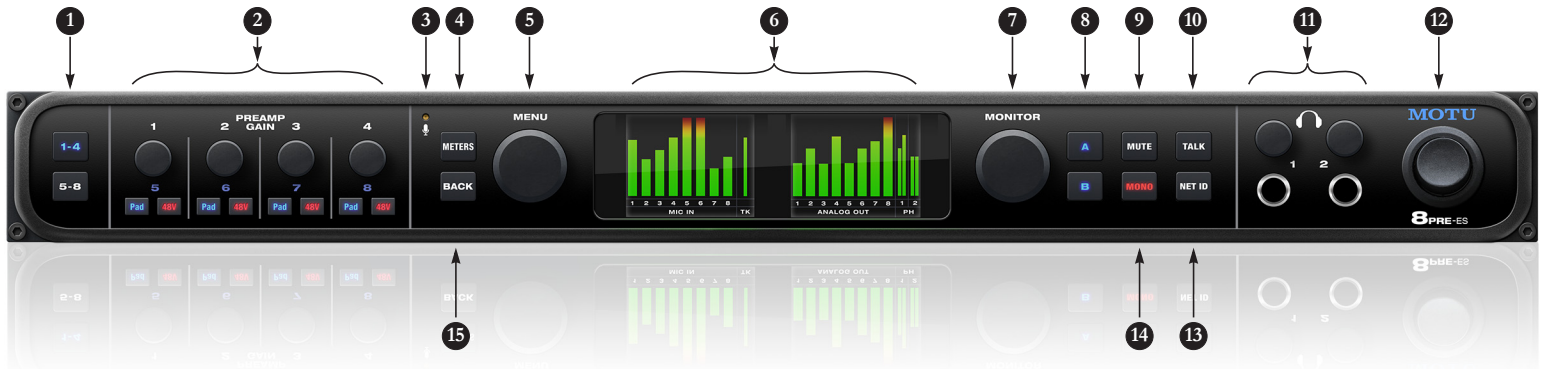 1 2 3 4 5 6 7 8 9 10 11 12
PREAMP
GAIN
1 2 3 4
1-4
5-8
5 6 7 8
Pad 48V Pad 48V Pad 48V Pad 48V
METERS
BACK
MENU
1 2 3 4 5 6 7 8 TK
MIC IN
1 2 3 4 5 6 7 8 1 2
ANALOG OUT PH
MONITOR
A MUTE TALK
B MONO NET ID
1 2
MOTU
8PRE-ES
15 14 13